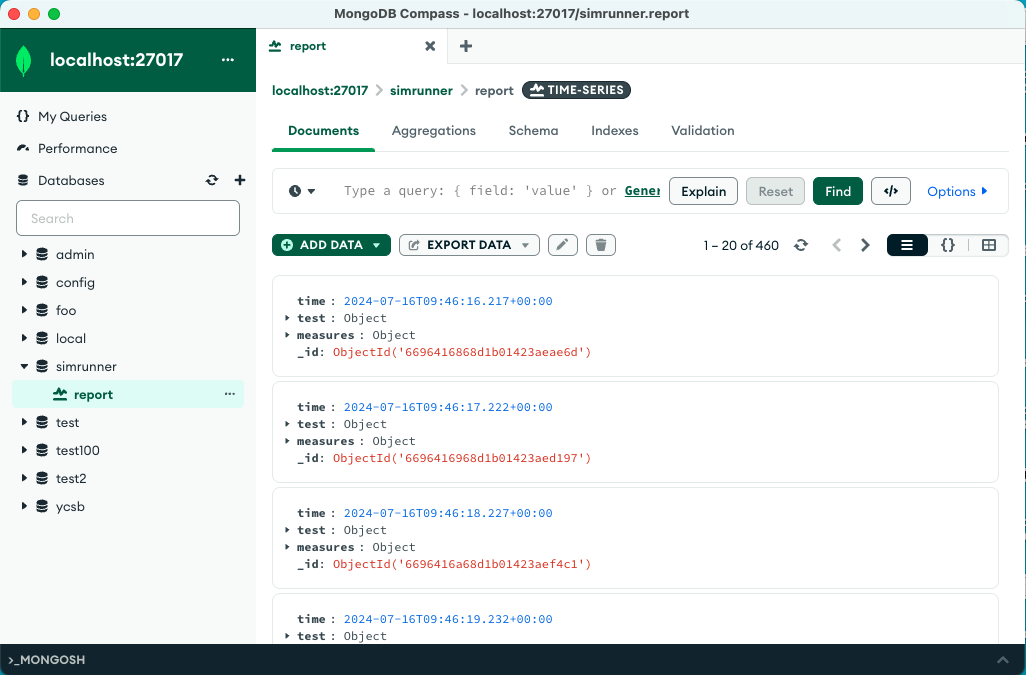 MongoDB Compass - localhost:27017/simrunner.report
localhost:27017
My Queries
Performance
Databases
Search
admin
config
foo
local
simrunner
report
test
test100
test2
ycsb
report
localhost:27017 simrunner report TIME-SERIES
Documents Aggregations Schema Indexes Validation
Type a query: { field: 'value' } or Gener Explain Reset Find </> Options
ADD DATA EXPORT DATA 1 – 20 of 460 {}
time : 2024-07-16T09:46:16.217+00:00
test : Object
measures : Object
_id: ObjectId('6696416868d1b01423aeae6d')
time : 2024-07-16T09:46:17.222+00:00
test : Object
measures : Object
_id: ObjectId('6696416968d1b01423aed197')
time : 2024-07-16T09:46:18.227+00:00
test : Object
measures : Object
_id: ObjectId('6696416a68d1b01423aef4c1')
time : 2024-07-16T09:46:19.232+00:00
test : Object
>_MONGOSH